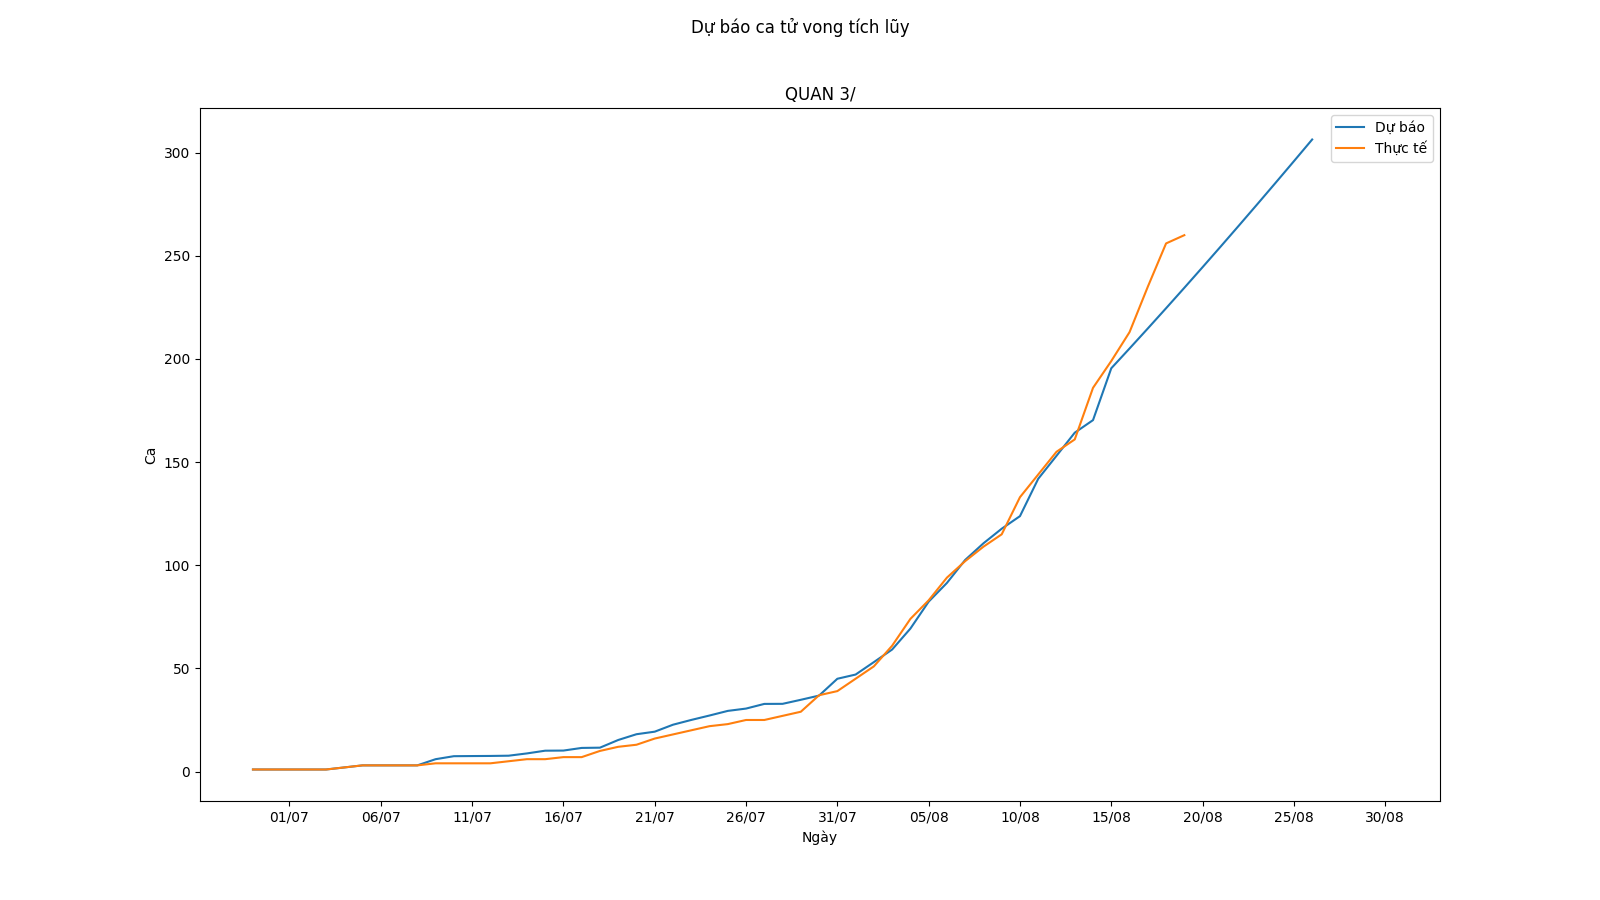 Dự báo ca tử vong tích lũy
QUAN 3/
Dự báo
Thực tế
300
250
200
150
100
50
0
Ca
01/07 06/07 11/07 16/07 21/07 26/07 31/07 05/08 10/08 15/08 20/08 25/08 30/08
Ngày